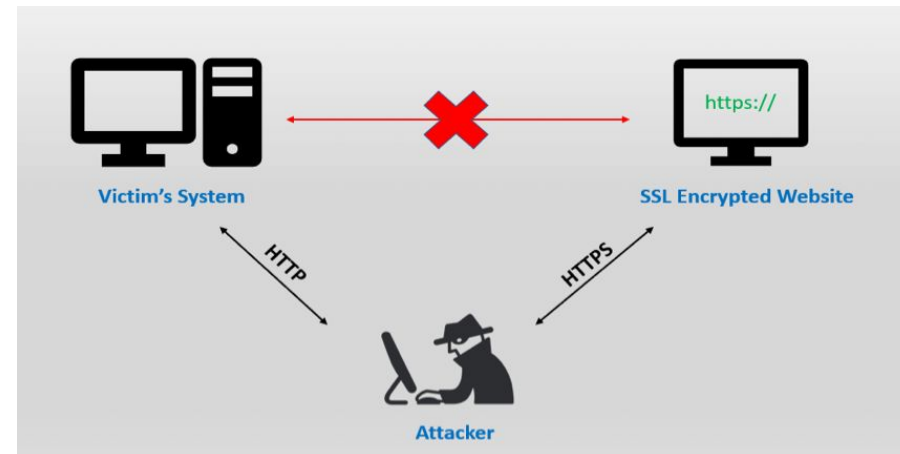 https://
Victim's System
SSL Encrypted Website
HTTP
HTTPS
Attacker